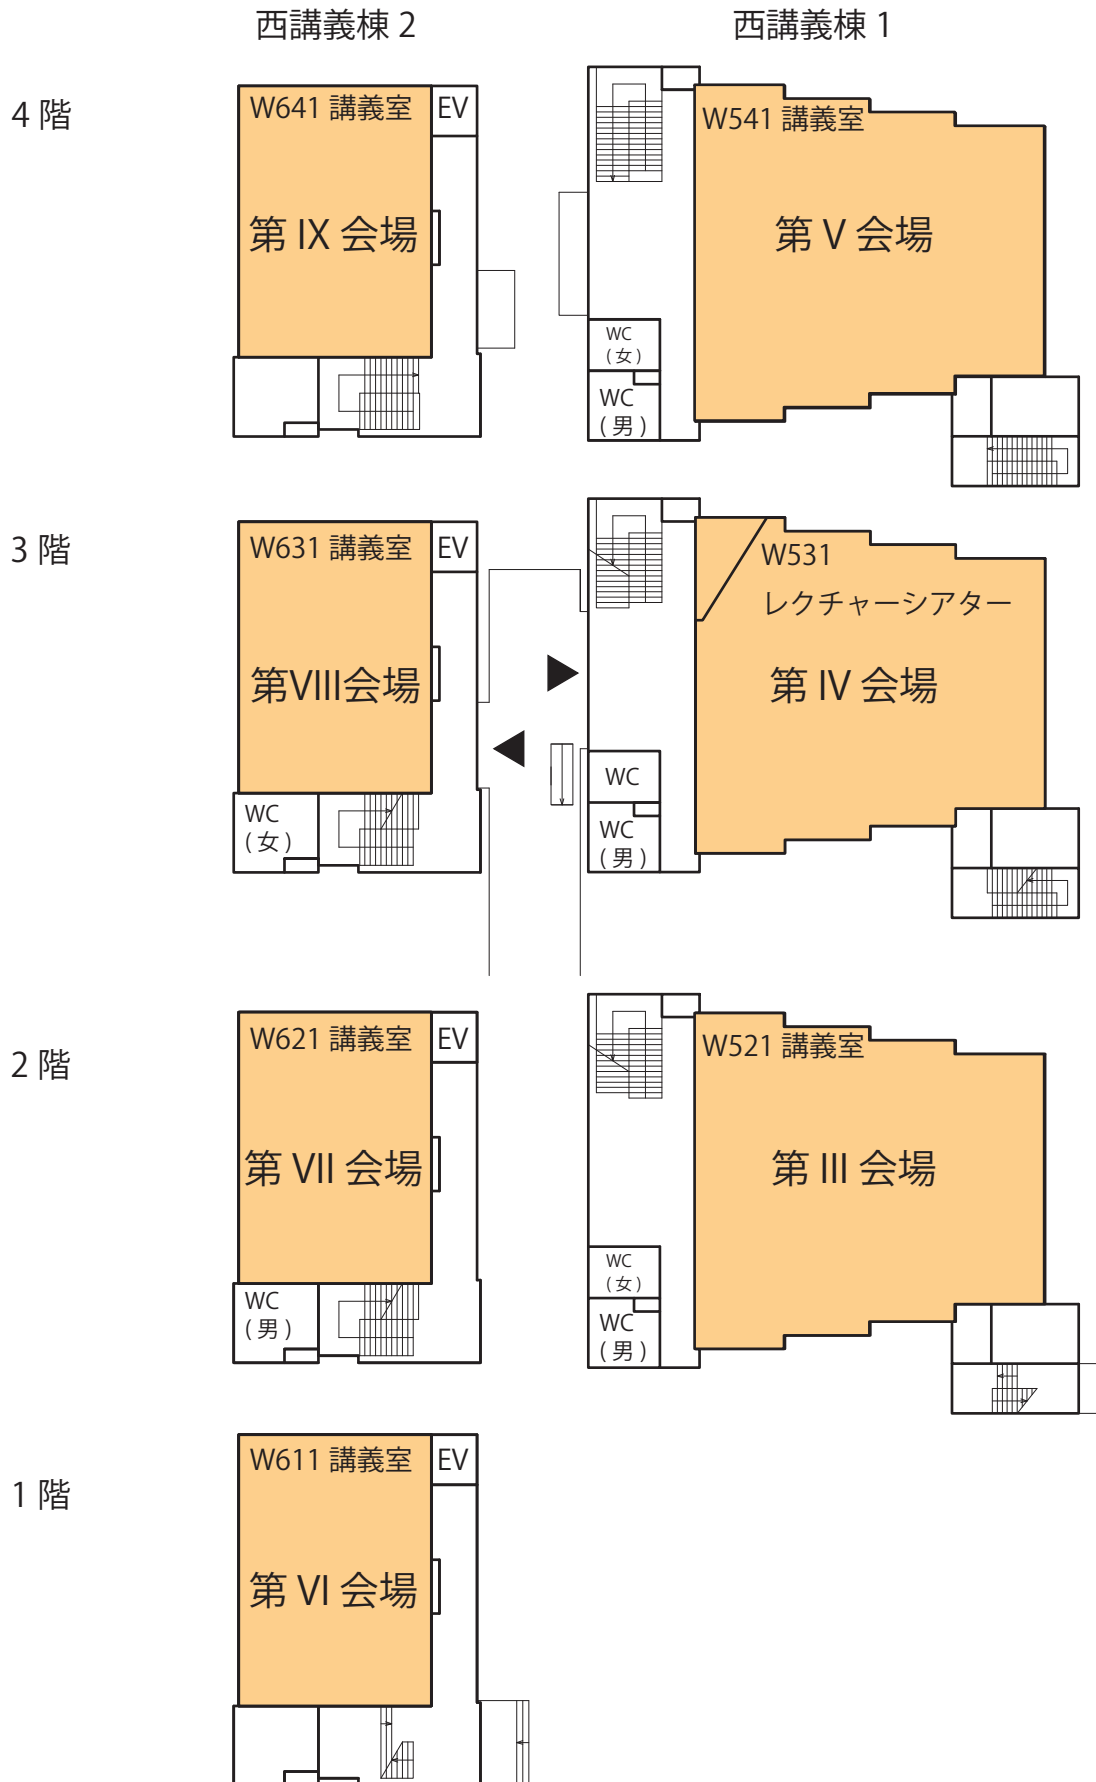 西講義棟 2
西講義棟 1
4 階
W641 講義室
EV
第 IX 会場
W541 講義室
第 V 会場
WC
( 女 )
WC
( 男 )
3 階
W631 講義室
EV
第VIII会場
WC
( 女 )
W531
レクチャーシアター
第 IV 会場
WC
WC
( 男 )
2 階
W621 講義室
EV
第 VII 会場
WC
( 男 )
W521 講義室
第 III 会場
WC
( 女 )
WC
( 男 )
1 階
W611 講義室
EV
第 VI 会場